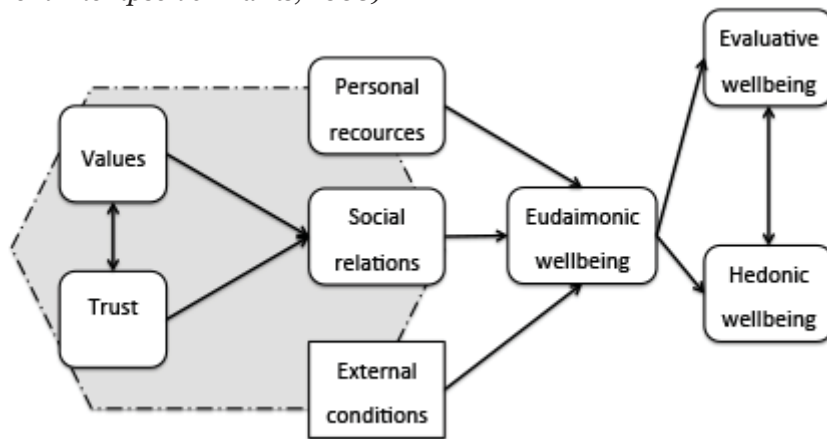 Evaluative
wellbeing
Personal
recources
Values
Social
relations
Eudaimonic
wellbeing
Trust
Hedonic
wellbeing
External
conditions